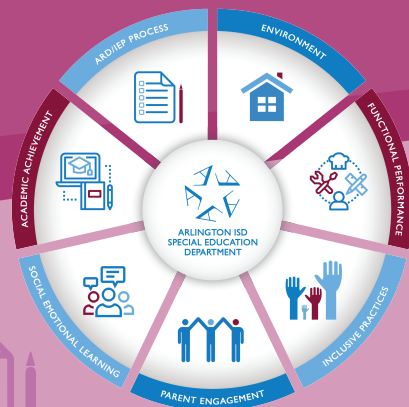 ARD/IEP PROCESS
ENVIRONMENT
FUNCTIONAL PERFORMANCE
INCLUSIVE PRACTICES
PARENT ENGAGEMENT
SOCIAL EMOTIONAL LEARNING
ACADEMIC ACHIEVEMENT
A A A A A
ARLINGTON ISD
SPECIAL EDUCATION
DEPARTMENT